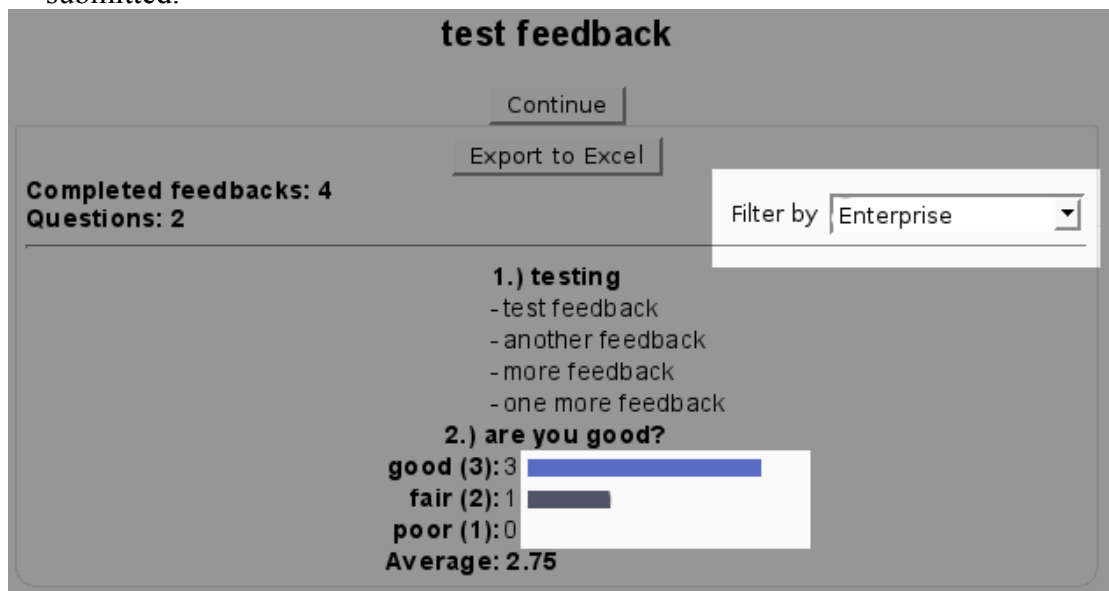 submitted.
test feedback
Continue
Export to Excel
Completed feedbacks: 4
Questions: 2
Filter by Enterprise
1.) testing
- test feedback
- another feedback
- more feedback
- one more feedback
2.) are you good?
good (3): 3
fair (2): 1
poor (1): 0
Average: 2.75